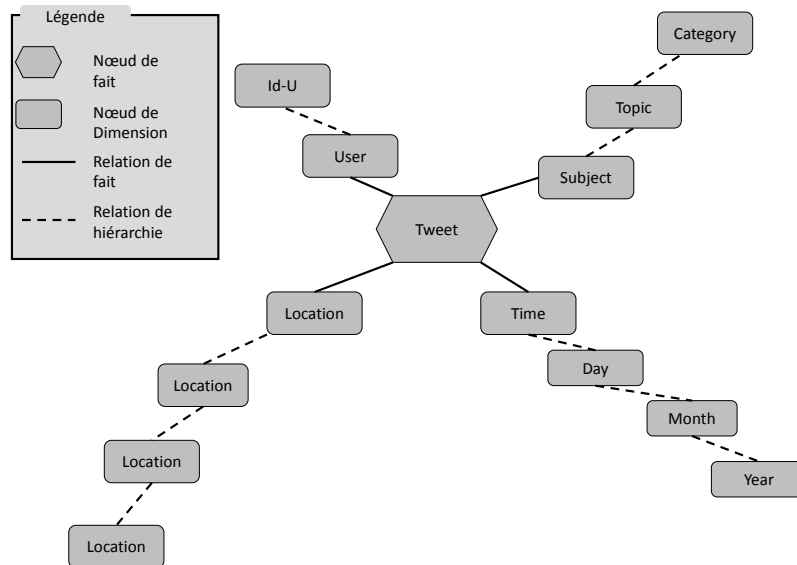 Légende
Nœud de
fait
Nœud de
Dimension
Relation de
fait
Relation de
hiérarchie
Category
Id-U
Topic
User
Subject
Tweet
Location
Time
Day
Location
Month
Location
Year
Location